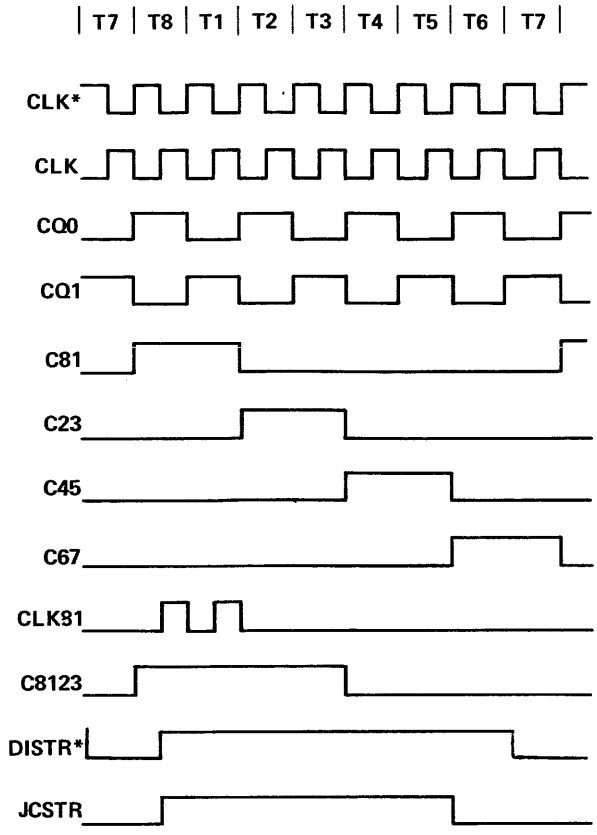 T7 T8 T1 T2 T3 T4 T5 T6 T7
CLK*
CLK
CQ0
CQ1
C81
C23
C45
C67
CLK81
C8123
DISTR*
JCSTR